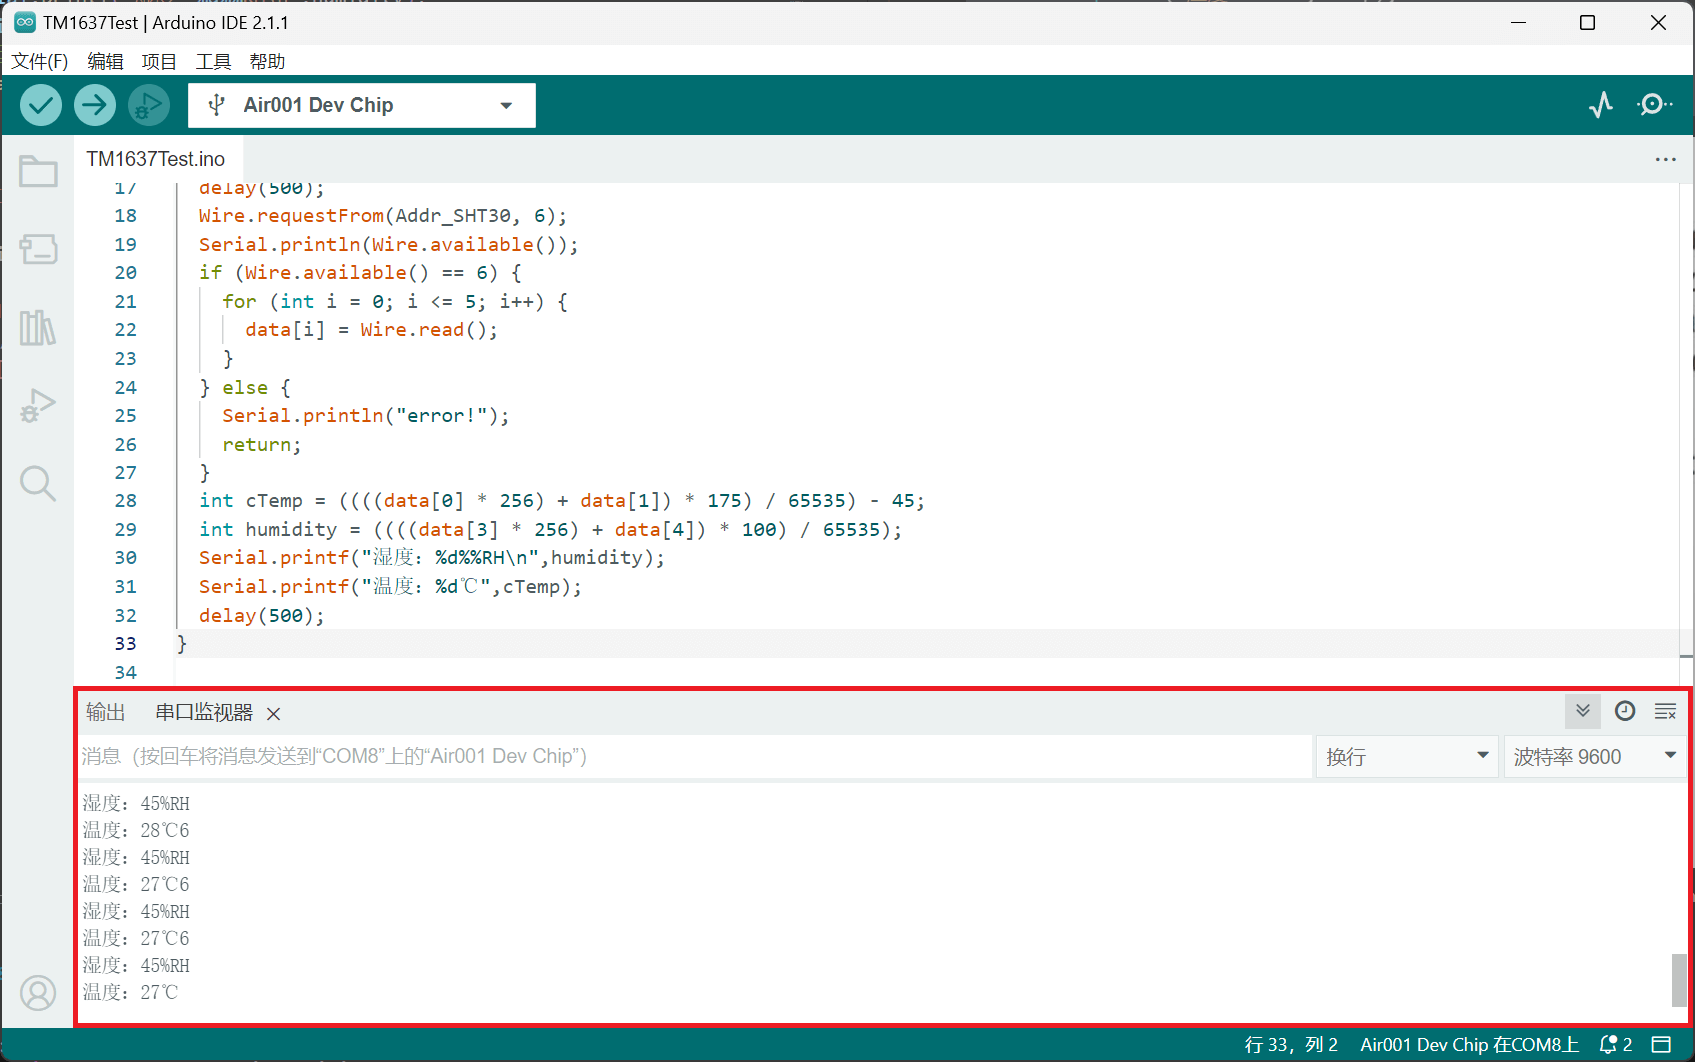 TM1637Test | Arduino IDE 2.1.1
文件(F) 编辑 项目 工具 帮助
Air001 Dev Chip
TM1637Test.ino
17 delay(500);
18 Wire.requestFrom(Addr_SHT30, 6);
19 Serial.println(Wire.available());
20 if (Wire.available() == 6) {
21 for (int i = 0; i <= 5; i++) {
22 data[i] = Wire.read();
23 }
24 } else {
25 Serial.println("error!");
26 return;
27 }
28 int cTemp = ((((data[0] * 256) + data[1]) * 175) / 65535) - 45;
29 int humidity = ((((data[3] * 256) + data[4]) * 100) / 65535);
30 Serial.printf("湿度：%d%%RH\n",humidity);
31 Serial.printf("温度：%d℃",cTemp);
32 delay(500);
33 }
34
输出 串口监视器
消息（按回车将消息发送到“COM8”上的“Air001 Dev Chip”） 换行 波特率 9600
湿度：45%RH
温度：28℃6
湿度：45%RH
温度：27℃6
湿度：45%RH
温度：27℃6
湿度：45%RH
温度：27℃
行 33，列 2 Air001 Dev Chip 在COM8上 2